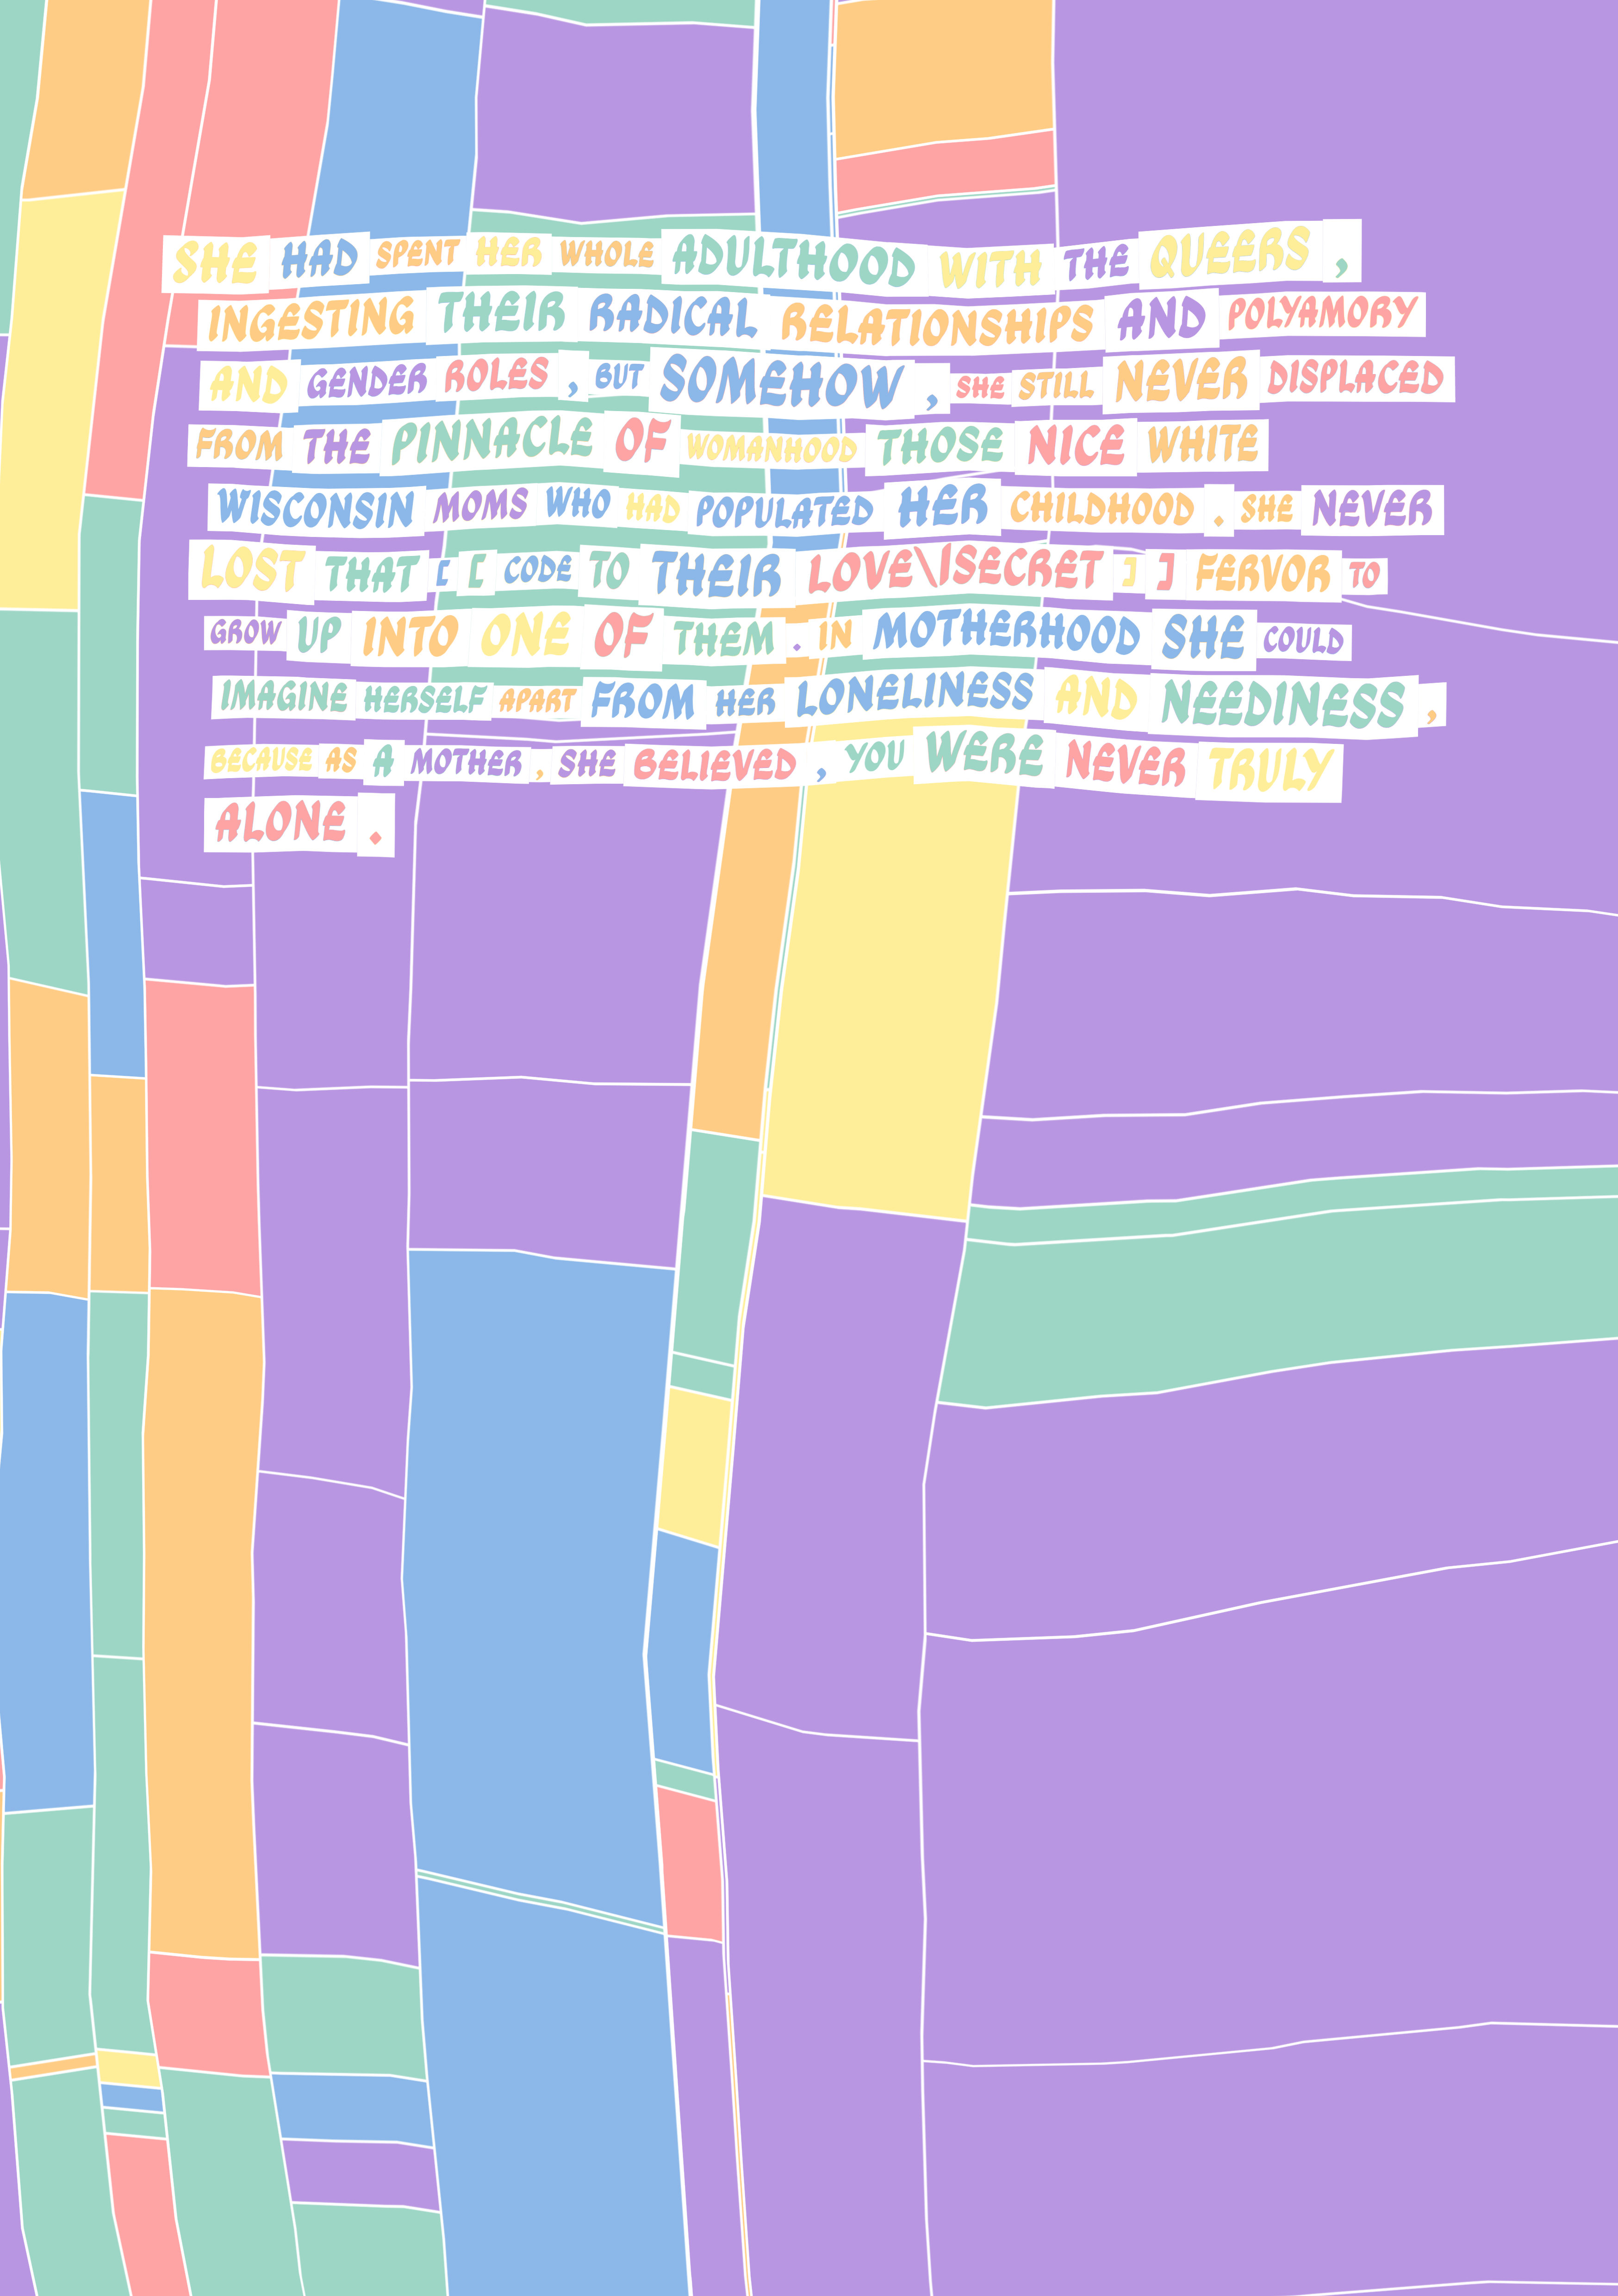 SHE HAD SPENT HER WHOLE ADULTHOOD WITH THE QUEERS ,
INGESTING THEIR RADICAL RELATIONSHIPS AND POLYAMORY
AND GENDER ROLES , BUT SOMEHOW , SHE STILL NEVER DISPLACED
FROM THE PINNACLE OF WOMANHOOD THOSE NICE WHITE
WISCONSIN MOMS WHO HAD POPULATED HER CHILDHOOD . SHE NEVER
LOST THAT [ [ CODE TO THEIR LOVE\|SECRET ] ] FERVOR TO
GROW UP INTO ONE OF THEM . IN MOTHERHOOD SHE COULD
IMAGINE HERSELF APART FROM HER LONELINESS AND NEEDINESS ,
BECAUSE AS A MOTHER , SHE BELIEVED , YOU WERE NEVER TRULY
ALONE .